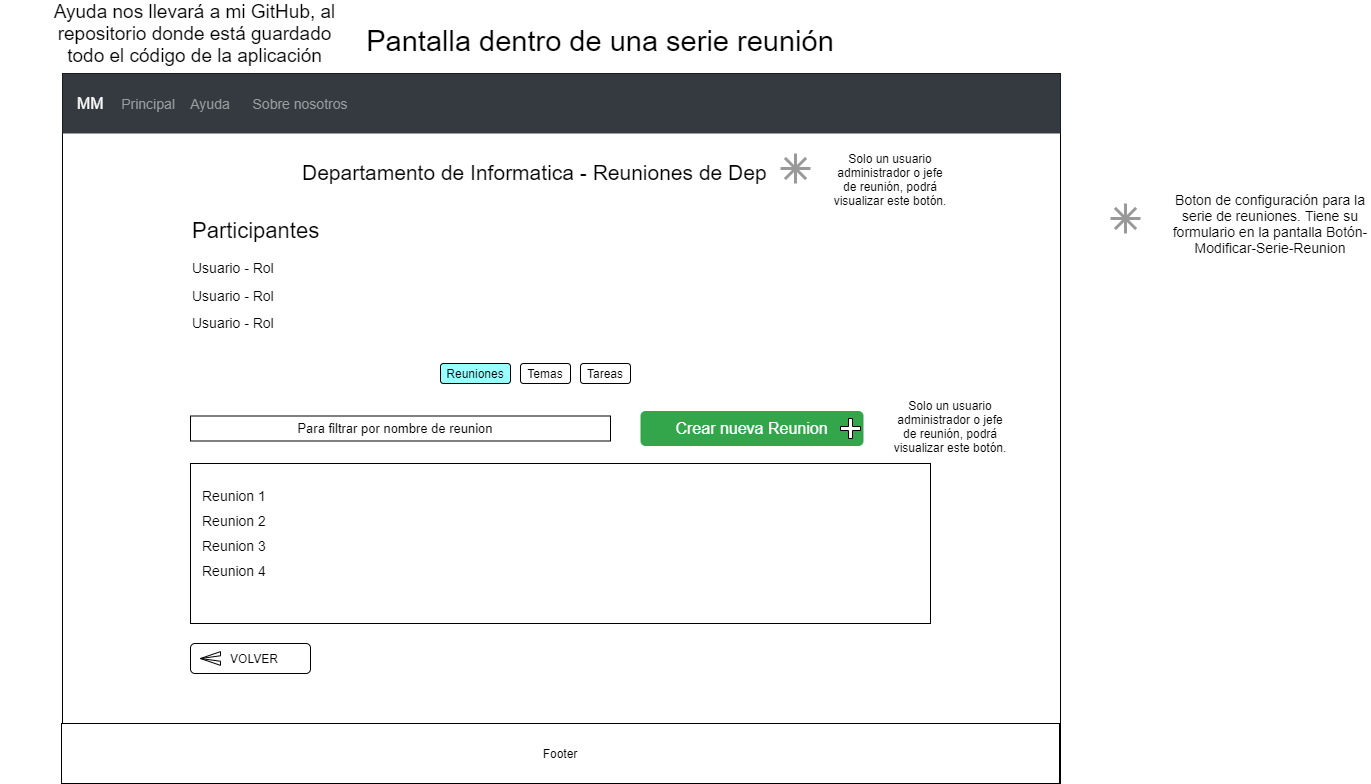 Ayuda nos llevará a mi GitHub, al
repositorio donde está guardado
todo el código de la aplicación
Pantalla dentro de una serie reunión
MM Principal Ayuda Sobre nosotros
Departamento de Informatica - Reuniones de Dep
Solo un usuario
administrador o jefe
de reunión, podrá
visualizar este botón.
Boton de configuración para la
serie de reuniones. Tiene su
formulario en la pantalla Botón-
Modificar-Serie-Reunion
Participantes
Usuario - Rol
Usuario - Rol
Usuario - Rol
Reuniones Temas Tareas
Para filtrar por nombre de reunion
Crear nueva Reunion
Solo un usuario
administrador o jefe
de reunión, podrá
visualizar este botón.
Reunion 1
Reunion 2
Reunion 3
Reunion 4
VOLVER
Footer